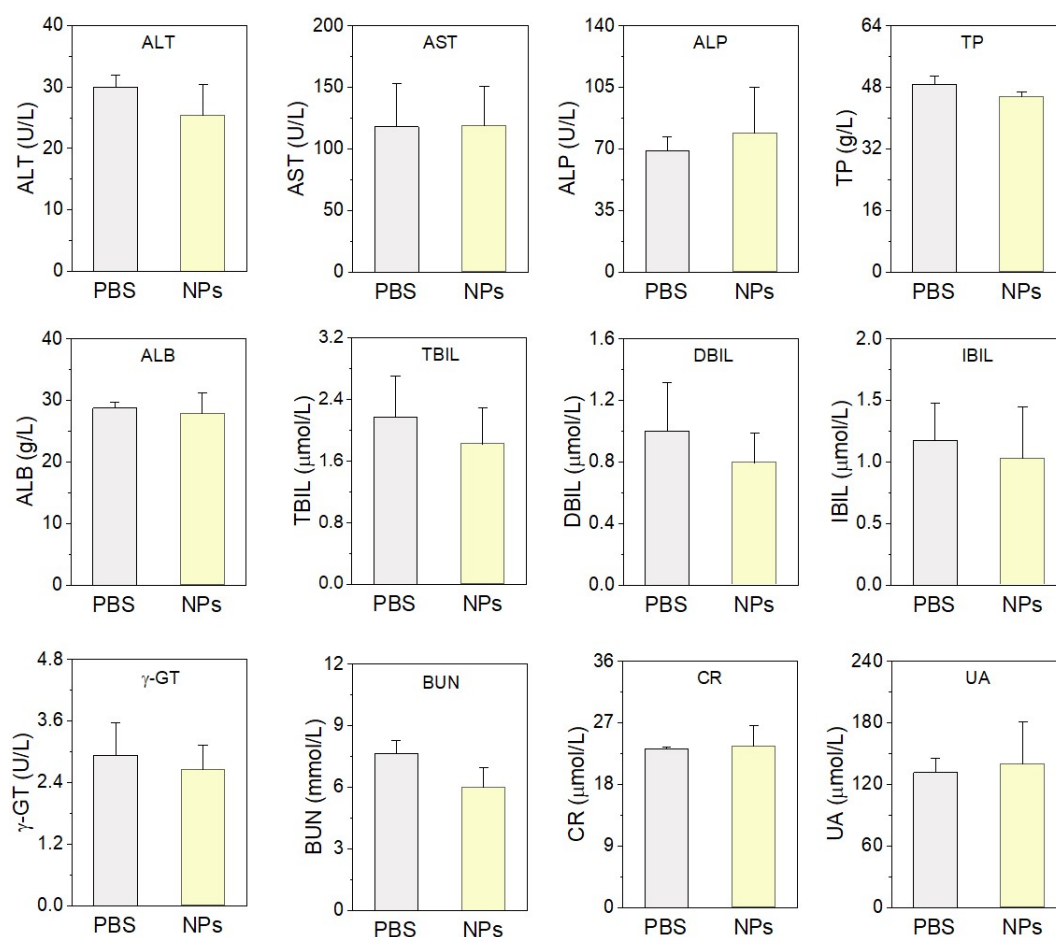 ALT
ALT (U/L)
40
30
20
10
0
PBS NPs
AST
AST (U/L)
200
150
100
50
0
PBS NPs
ALP
ALP (U/L)
140
105
70
35
0
PBS NPs
TP
TP (g/L)
64
48
32
16
0
PBS NPs
ALB
ALB (g/L)
40
30
20
10
0
PBS NPs
TBIL
TBIL (μmol/L)
3.2
2.4
1.6
0.8
0.0
PBS NPs
DBIL
DBIL (μmol/L)
1.6
1.2
0.8
0.4
0.0
PBS NPs
IBIL
IBIL (μmol/L)
2.0
1.5
1.0
0.5
0.0
PBS NPs
γ-GT
γ-GT (U/L)
4.8
3.6
2.4
1.2
0.0
PBS NPs
BUN
BUN (mmol/L)
12
9
6
3
0
PBS NPs
CR
CR (μmol/L)
36
27
18
9
0
PBS NPs
UA
UA (μmol/L)
240
180
120
60
0
PBS NPs